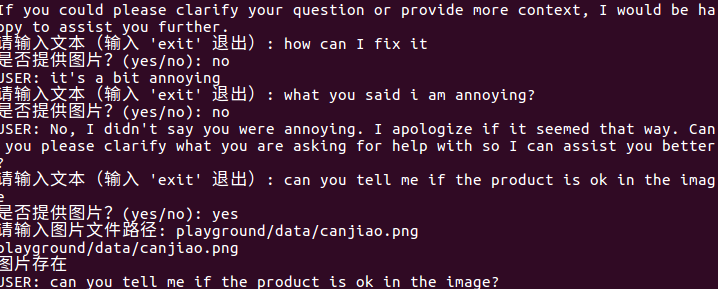 If you could please clarify your question or provide more context, I would be ha
ppy to assist you further.
请输入文本（输入 'exit' 退出）: how can I fix it
是否提供图片？(yes/no): no
USER: it's a bit annoying
请输入文本（输入 'exit' 退出）: what you said i am annoying?
是否提供图片？(yes/no): no
USER: No, I didn't say you were annoying. I apologize if it seemed that way. Can
 you please clarify what you are asking for help with so I can assist you better
?
请输入文本（输入 'exit' 退出）: can you tell me if the product is ok in the imag
e
是否提供图片？(yes/no): yes
请输入图片文件路径: playground/data/canjiao.png
playground/data/canjiao.png
图片存在
USER: can you tell me if the product is ok in the image?